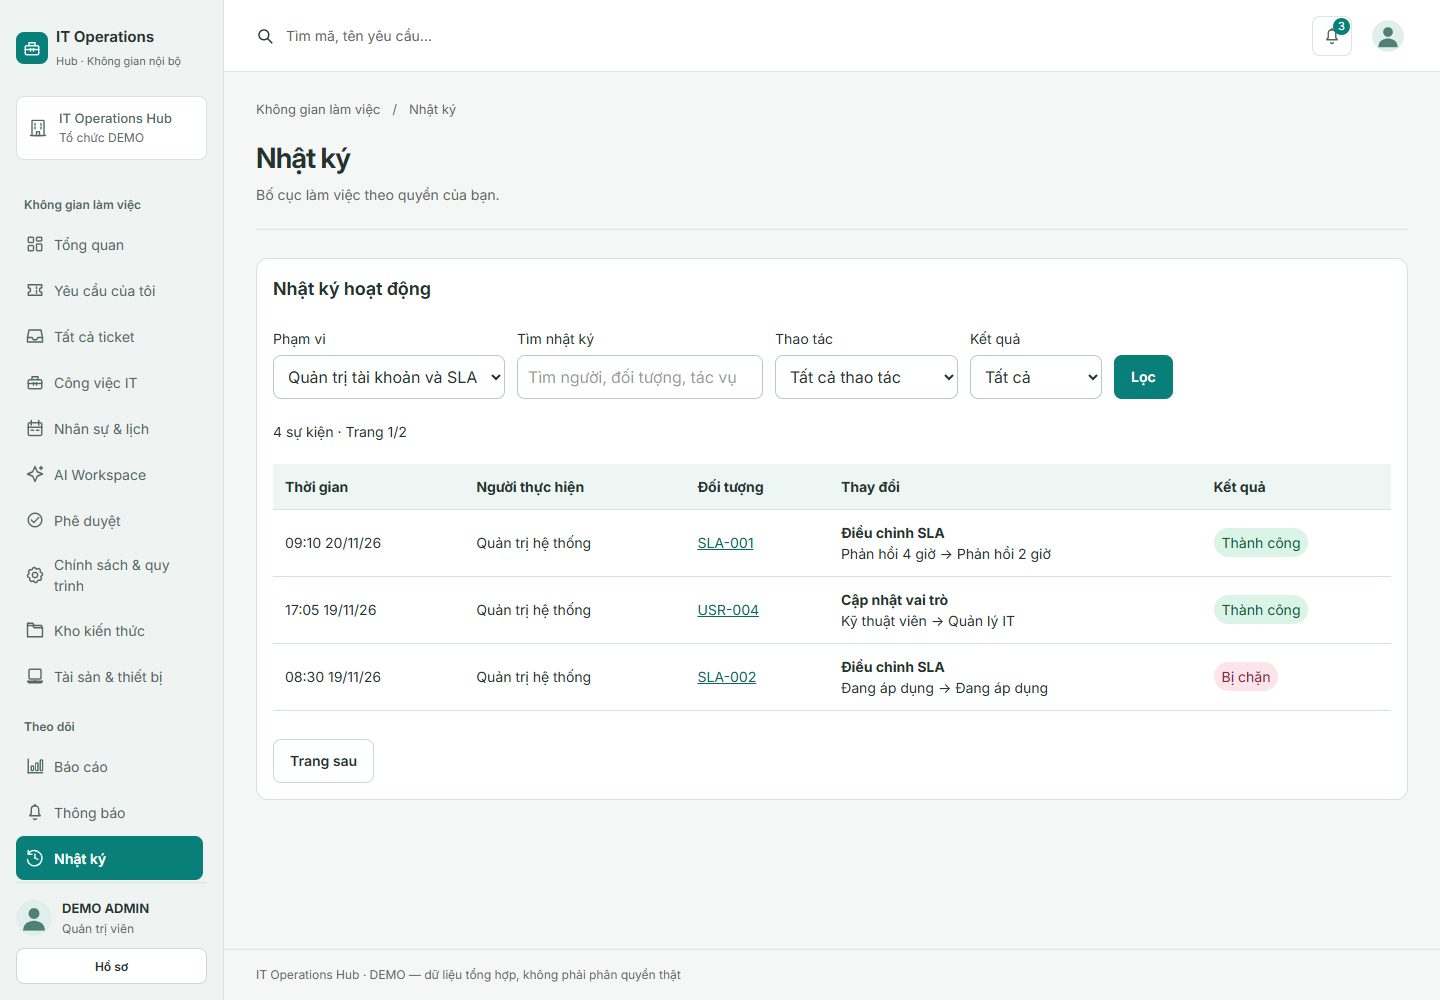 IT Operations
Hub · Không gian nội bộ
IT Operations Hub
Tổ chức DEMO
Không gian làm việc
Tổng quan
Yêu cầu của tôi
Tất cả ticket
Công việc IT
Nhân sự & lịch
AI Workspace
Phê duyệt
Chính sách & quy
trình
Kho kiến thức
Tài sản & thiết bị
Theo dõi
Báo cáo
Thông báo
Nhật ký
DEMO ADMIN
Quản trị viên
Hồ sơ
Tìm mã, tên yêu cầu...
3
Không gian làm việc / Nhật ký
Nhật ký
Bố cục làm việc theo quyền của bạn.
Nhật ký hoạt động
Phạm vi Tìm nhật ký Thao tác Kết quả
Quản trị tài khoản và SLA Tìm người, đối tượng, tác vụ Tất cả thao tác Tất cả Lọc
4 sự kiện · Trang 1/2
Thời gian Người thực hiện Đối tượng Thay đổi Kết quả
09:10 20/11/26 Quản trị hệ thống SLA-001 Điều chỉnh SLA Thành công
Phản hồi 4 giờ → Phản hồi 2 giờ
17:05 19/11/26 Quản trị hệ thống USR-004 Cập nhật vai trò Thành công
Kỹ thuật viên → Quản lý IT
08:30 19/11/26 Quản trị hệ thống SLA-002 Điều chỉnh SLA Bị chặn
Đang áp dụng → Đang áp dụng
Trang sau
IT Operations Hub · DEMO — dữ liệu tổng hợp, không phải phân quyền thật